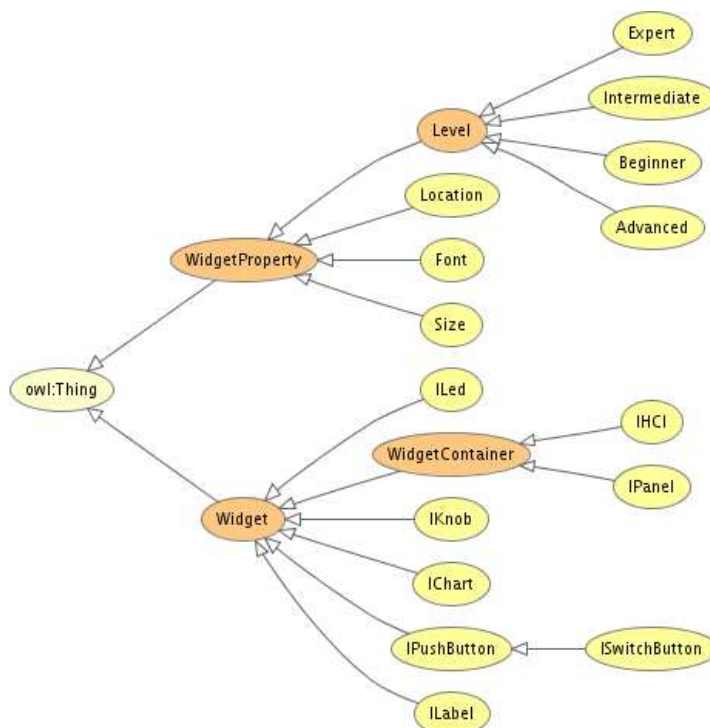 Expert
Intermediate
Level
Beginner
Location
Advanced
WidgetProperty
Font
Size
owl:Thing
ILed
IHCI
WidgetContainer
IPanel
Widget
IKnob
IChart
IPushButton
ISwitchButton
ILabel